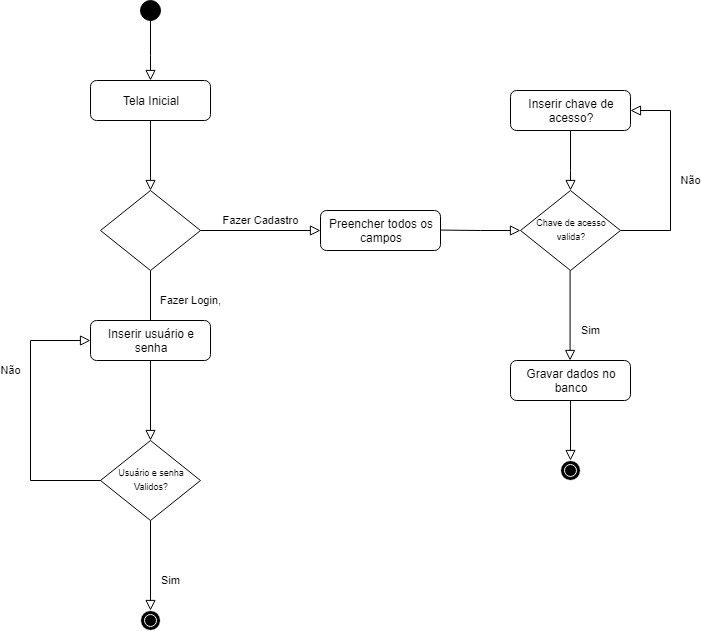 Tela Inicial
Inserir chave de
acesso?
Não
Fazer Cadastro
Preencher todos os
campos
Chave de acesso
valida?
Fazer Login,
Inserir usuário e
senha
Sim
Não
Gravar dados no
banco
Usuário e senha
Validos?
Sim